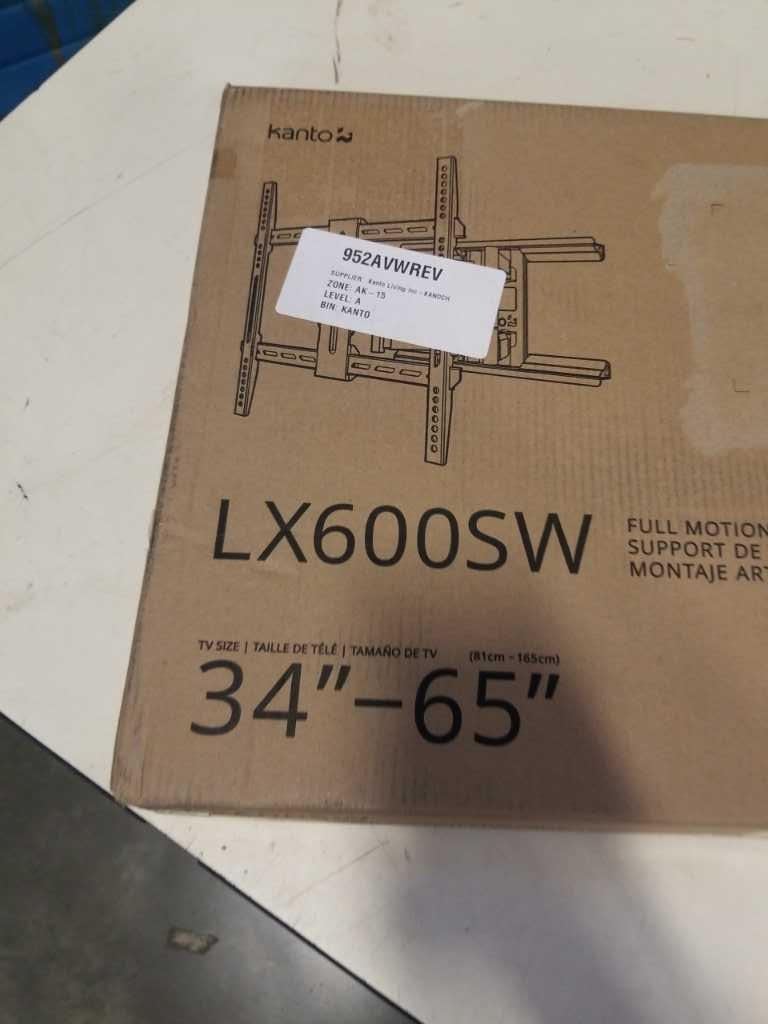 kanto
952AVWREV
SUPPLIER: Kanto Living Inc - KANOCH
ZONE: AK - 15
LEVEL: A
BIN: KANTO
LX600SW
FULL MOTION
SUPPORT DE
MONTAJE ART
TV SIZE | TAILLE DE TÉLÉ | TAMAÑO DE TV (81cm - 165cm)
34"–65"